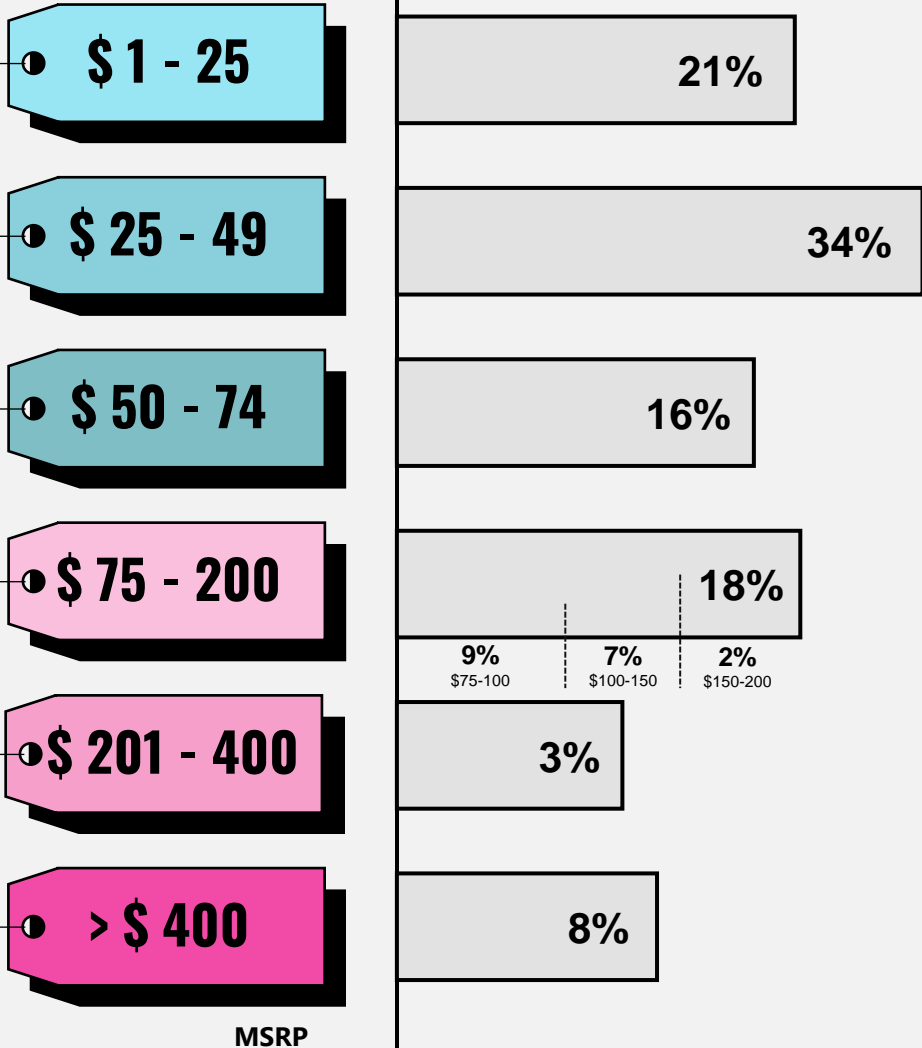 $ 1 - 25
21%
$ 25 - 49
34%
$ 50 - 74
16%
$ 75 - 200
18%
9%
7%
2%
$75-100
$100-150
$150-200
$ 201 - 400
3%
> $ 400
8%
MSRP